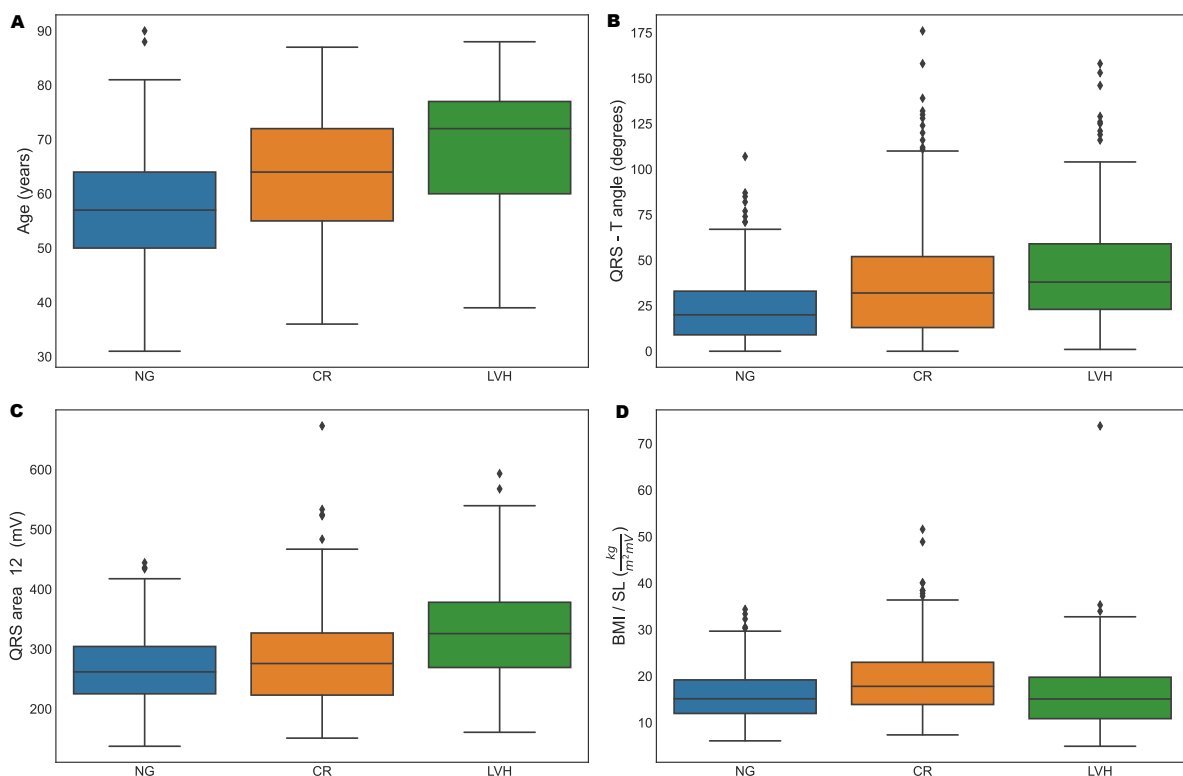 A
Age (years)
90
80
70
60
50
40
30
NG CR LVH
B
QRS - T angle (degrees)
175
150
125
100
75
50
25
0
NG CR LVH
C
QRS area 12 (mV)
600
500
400
300
200
NG CR LVH
D
BMI / SL (kg/m²mV)
70
60
50
40
30
20
10
NG CR LVH